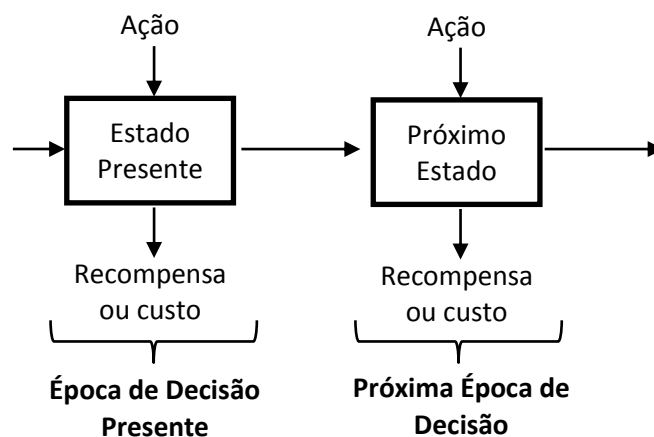 Ação
Estado
Presente
Recompensa
ou custo
Época de Decisão
Presente
Ação
Próximo
Estado
Recompensa
ou custo
Próxima Época de
Decisão